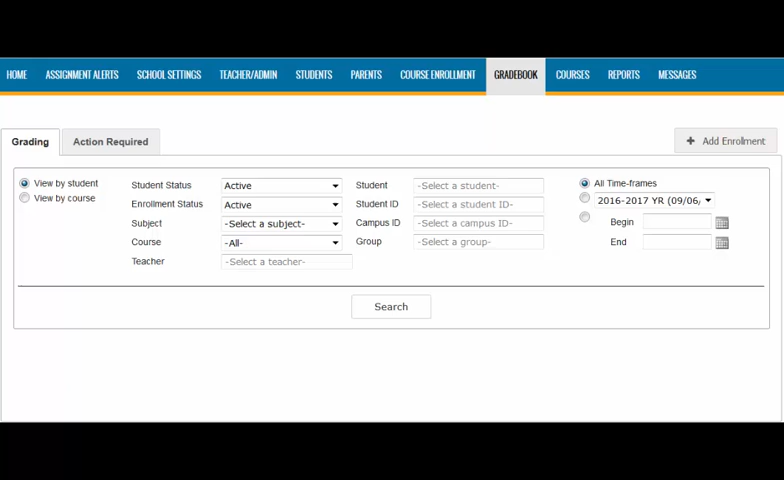 HOME ASSIGNMENT ALERTS SCHOOL SETTINGS TEACHER/ADMIN STUDENTS PARENTS COURSE ENROLLMENT GRADEBOOK COURSES REPORTS MESSAGES
Grading Action Required + Add Enrolment
View by student Student Status Active Student -Select a student- All Time-frames
View by course Enrollment Status Active Student ID -Select a student ID- 2016-2017 YR (09/06/
Subject -Select a subject- Campus ID -Select a campus ID- Begin
Course -All- Group -Select a group- End
Teacher -Select a teacher-
Search